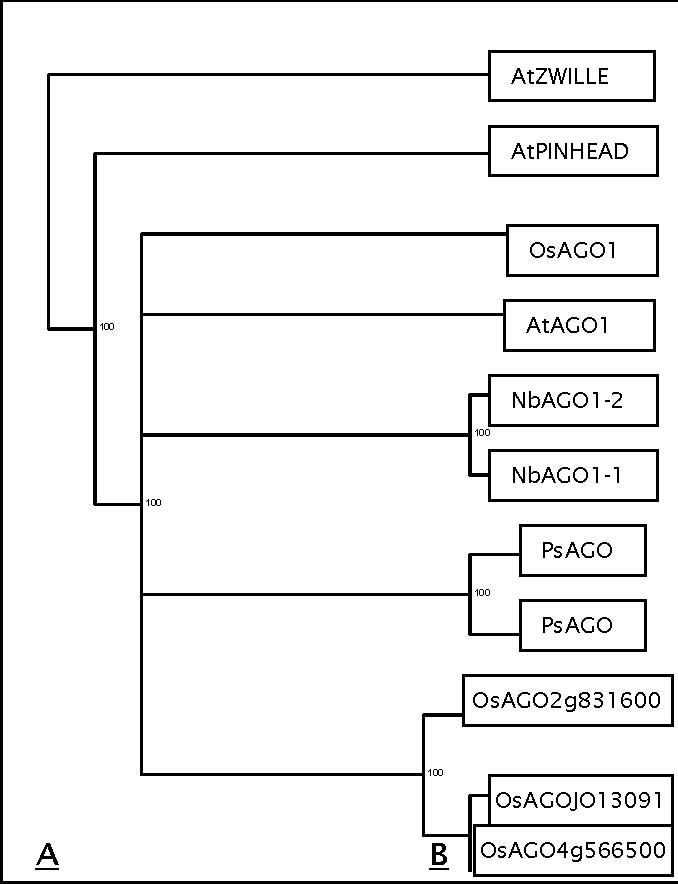 AtZWILLE
AtPINHEAD
OsAGO1
100
AtAGO1
NbAGO1-2
100
NbAGO1-1
100
PsAGO
100
PsAGO
OsAGO2g831600
100
OsAGOJO13091
A
B
OsAGO4g566500